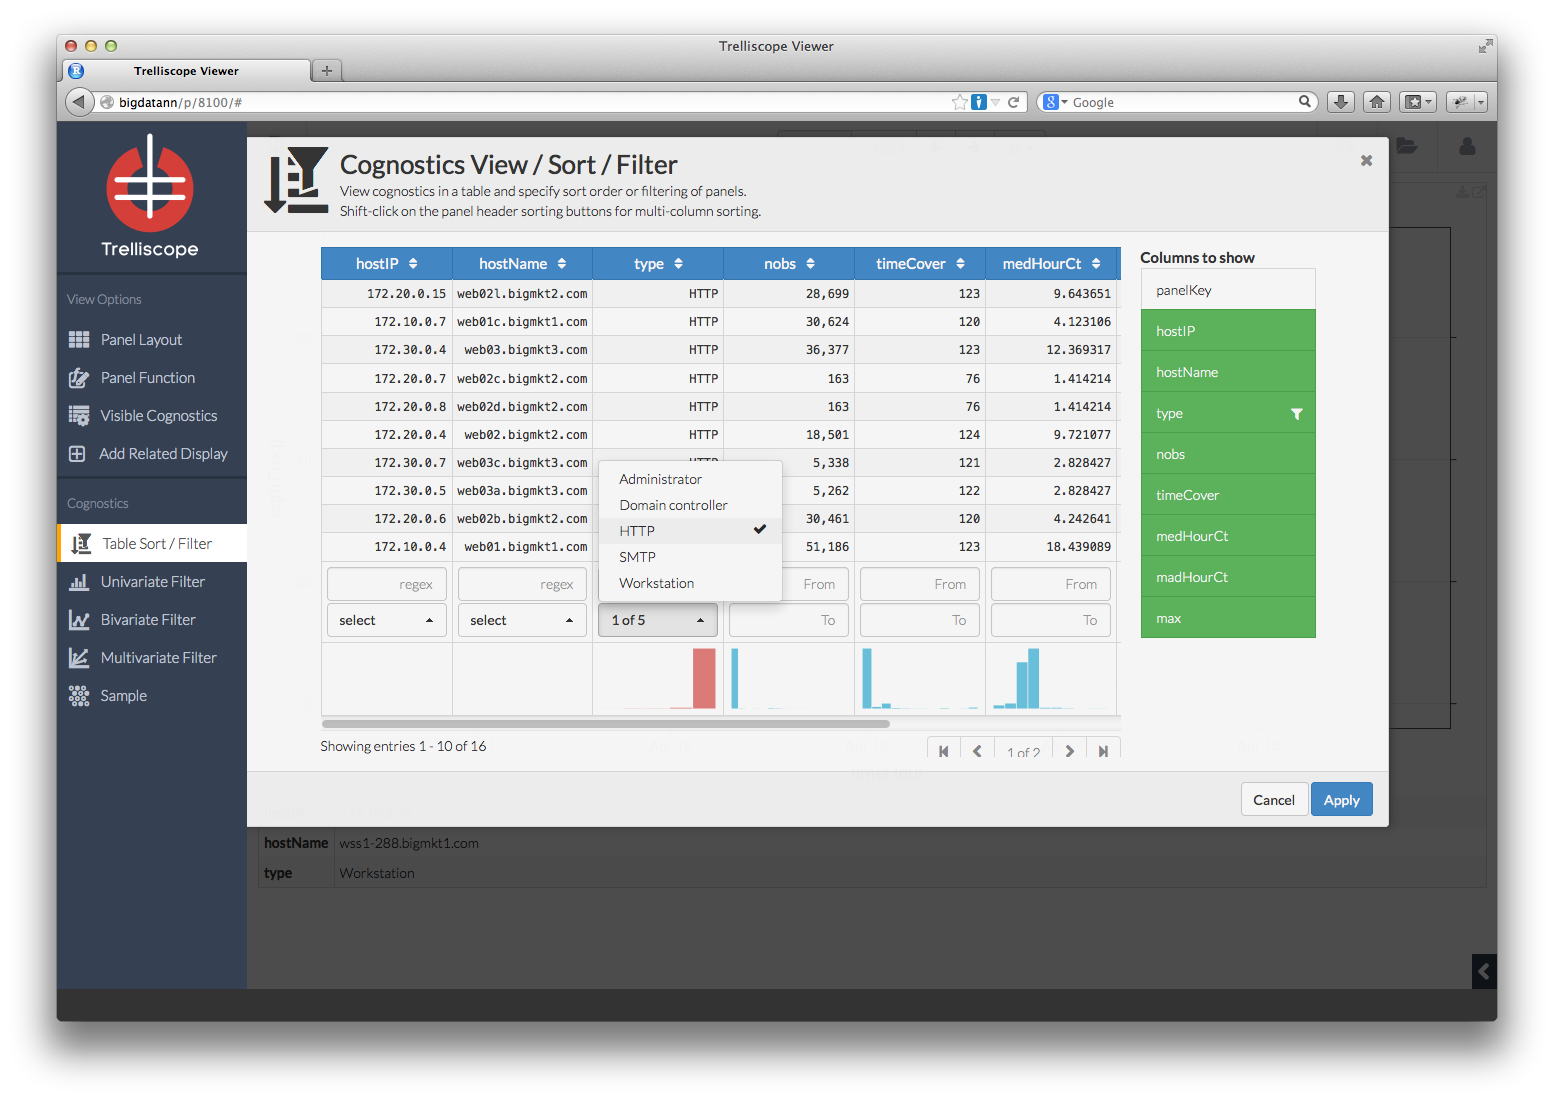 Trelliscope Viewer
Trelliscope Viewer
bigdatann/p/8100/#
Google
Trelliscope
View Options
Panel Layout
Panel Function
Visible Cognostics
Add Related Display
Cognostics
Table Sort / Filter
Univariate Filter
Bivariate Filter
Multivariate Filter
Sample
Cognostics View / Sort / Filter
View cognostics in a table and specify sort order or filtering of panels.
Shift-click on the panel header sorting buttons for multi-column sorting.
hostIP hostName type nobs timeCover medHourCt
172.20.0.15 web02l.bigmkt2.com HTTP 28,699 123 9.643651
172.10.0.7 web01c.bigmkt1.com HTTP 30,624 120 4.123106
172.30.0.4 web03.bigmkt3.com HTTP 36,377 123 12.369317
172.20.0.7 web02c.bigmkt2.com HTTP 163 76 1.414214
172.20.0.8 web02d.bigmkt2.com HTTP 163 76 1.414214
172.20.0.4 web02.bigmkt2.com HTTP 18,501 124 9.721077
172.30.0.7 web03c.bigmkt3.com HTTP 5,338 121 2.828427
172.30.0.5 web03a.bigmkt3.com 5,262 122 2.828427
172.20.0.6 web02b.bigmkt2.com 30,461 120 4.242641
172.10.0.4 web01.bigmkt1.com 51,186 123 18.439089
Administrator
Domain controller
HTTP
SMTP
Workstation
regex regex From From From
select select 1 of 5 To To To
Showing entries 1 - 10 of 16
1 of 2
Columns to show
panelKey
hostIP
hostName
type
nobs
timeCover
medHourCt
madHourCt
max
Cancel Apply
hostName wss1-288.bigmkt1.com
type Workstation